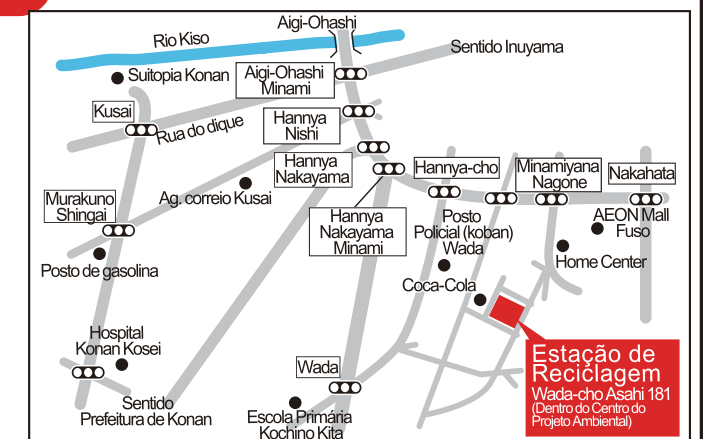 Aigi-Ohashi
Rio Kiso
Sentido Inuyama
Suitopia Konan
Aigi-Ohashi
Minami
Kusai
Rua do dique
Hannya
Nishi
Hannya
Nakayama
Hannya-cho
Minamiyana
Nagone
Nakahata
Ag. correio Kusai
Murakuno
Shingai
Hannya
Nakayama
Minami
Posto
Policial (koban)
Wada
AEON Mall
Fuso
Home Center
Posto de gasolina
Coca-Cola
Hospital
Konan Kosei
Estação de
Reciclagem
Wada-cho Asahi 181
(Dentro do Centro do
Projeto Ambiental)
Wada
Sentido
Prefeitura de Konan
Escola Primária
Kochino Kita